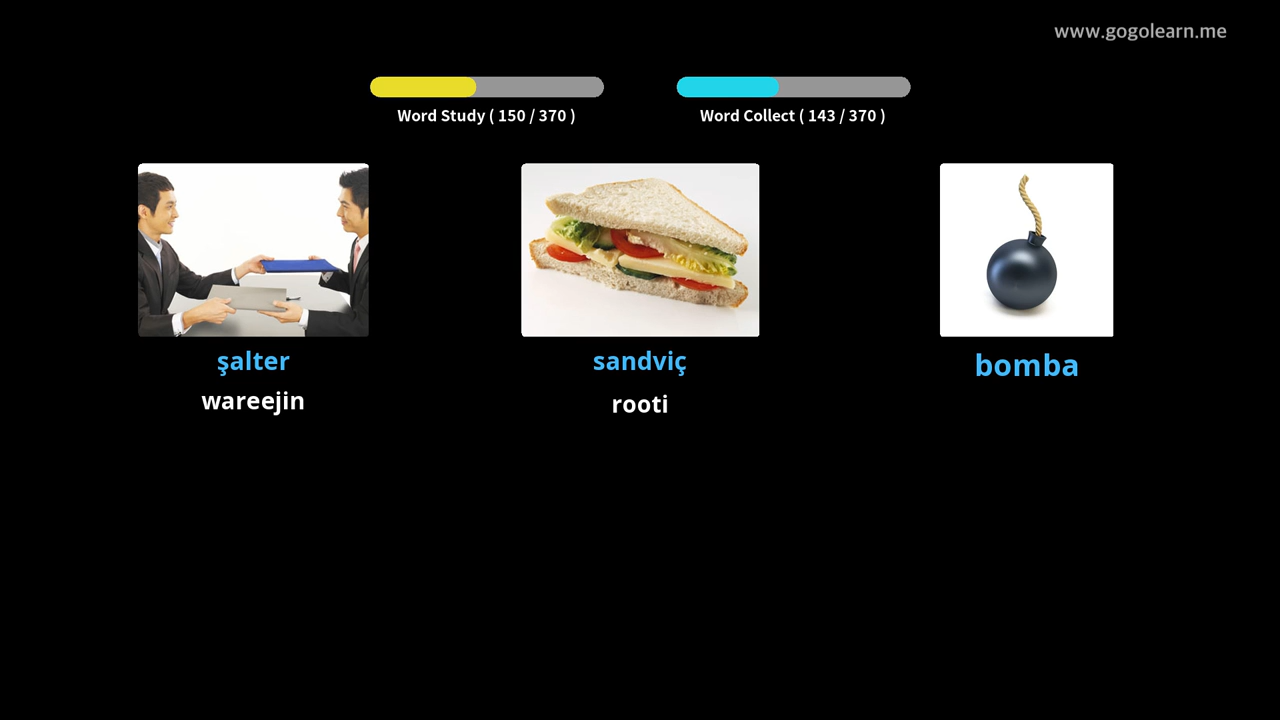 www.gogolearn.me
Word Study ( 150 / 370 )
Word Collect ( 143 / 370 )
şalter
wareejin
sandviç
rooti
bomba